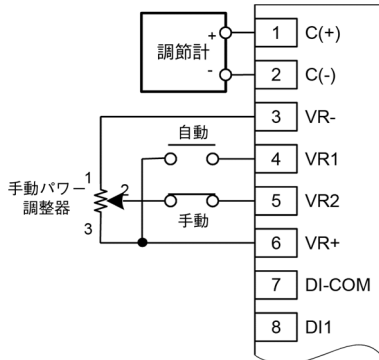 調節計
+
-
1 C(+)
2 C(-)
3 VR-
自動
4 VR1
手動パワー
調整器
1
2
3
手動
5 VR2
6 VR+
7 DI-COM
8 DI1